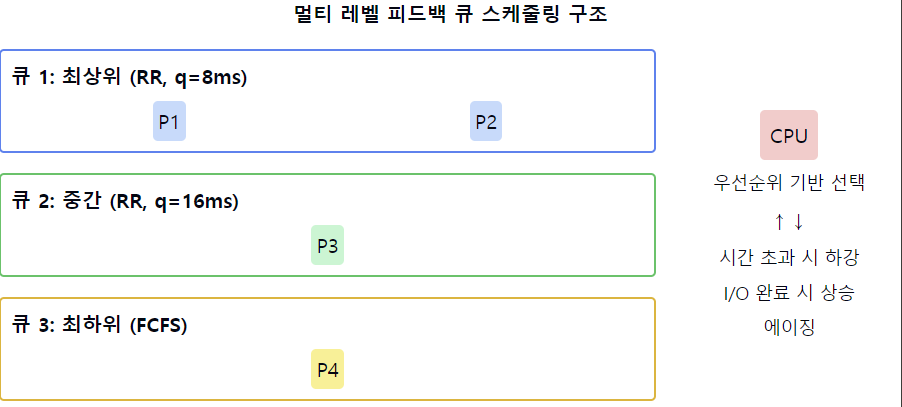 멀티 레벨 피드백 큐 스케줄링 구조
큐 1: 최상위 (RR, q=8ms)
P1 P2
큐 2: 중간 (RR, q=16ms)
P3
큐 3: 최하위 (FCFS)
P4
CPU
우선순위 기반 선택
↑↓
시간 초과 시 하강
I/O 완료 시 상승
에이징